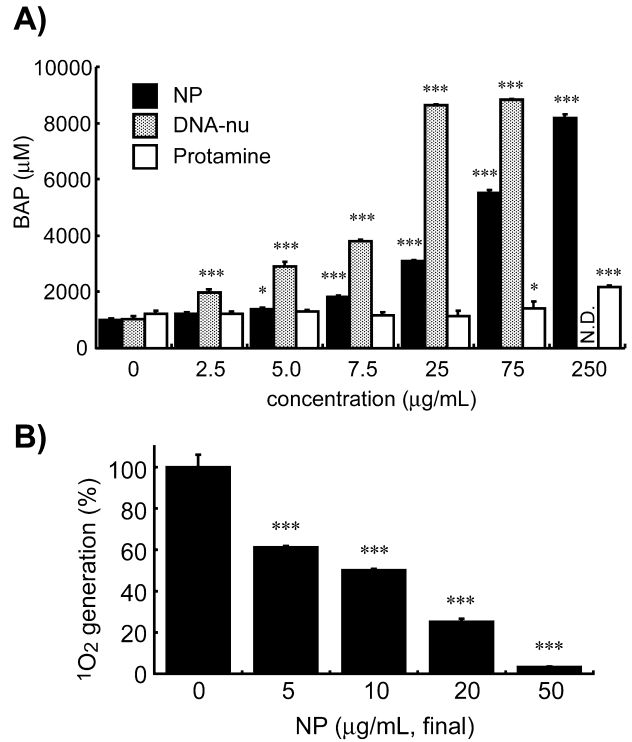 A)
BAP (μM)
10000
8000
6000
4000
2000
0
NP
DNA-nu
Protamine
***
*** *** *** *** *** *** *** *** *** * * ***
N.D.
0 2.5 5.0 7.5 25 75 250
concentration (μg/mL)
B)
¹O₂ generation (%)
100
80
60
40
20
0
***
***
***
***
0 5 10 20 50
NP (μg/mL, final)